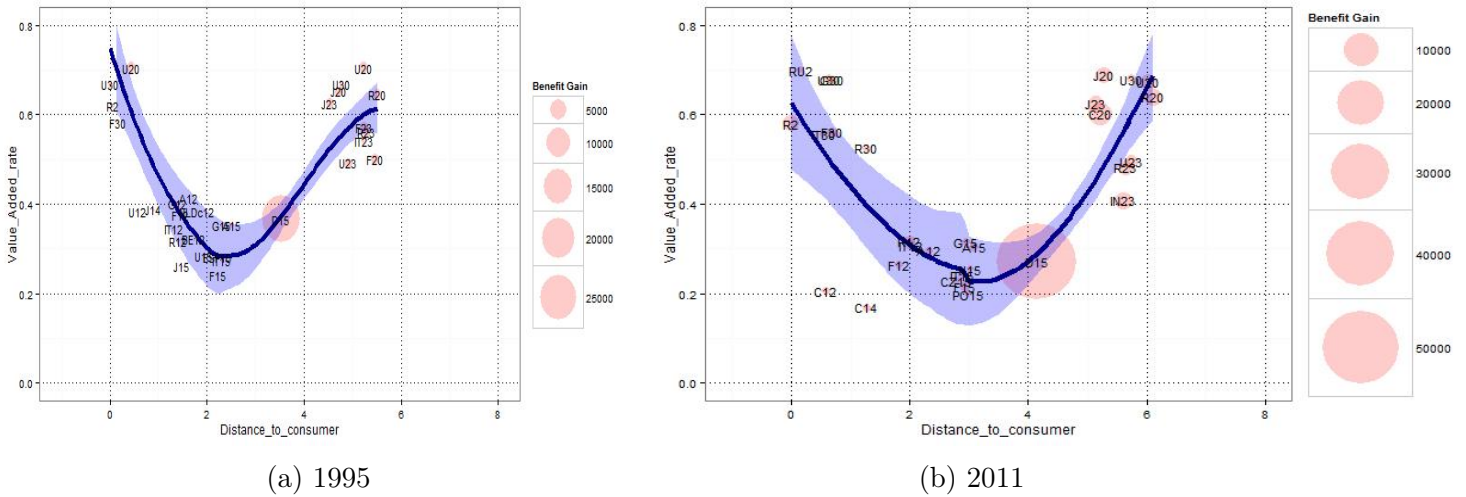 0.8
0.6
0.4
0.2
0.0
0
2
4
6
8
Value_Added_rate
Distance_to_consumer
U20
U30
R2
F30
U20
U30
J20
J23
R20
IT23
U23
F20
A12
U12
J14
IT12
R12
J15
F15
Benefit Gain
5000
10000
15000
20000
25000
(a) 1995
0.8
0.6
0.4
0.2
0.0
0
2
4
6
8
Value_Added_rate
Distance_to_consumer
RU2
R2
R30
J20
U30
R20
J23
C20
U23
R23
IN23
G15
A15
F12
C12
C14
PO15
Benefit Gain
10000
20000
30000
40000
50000
(b) 2011